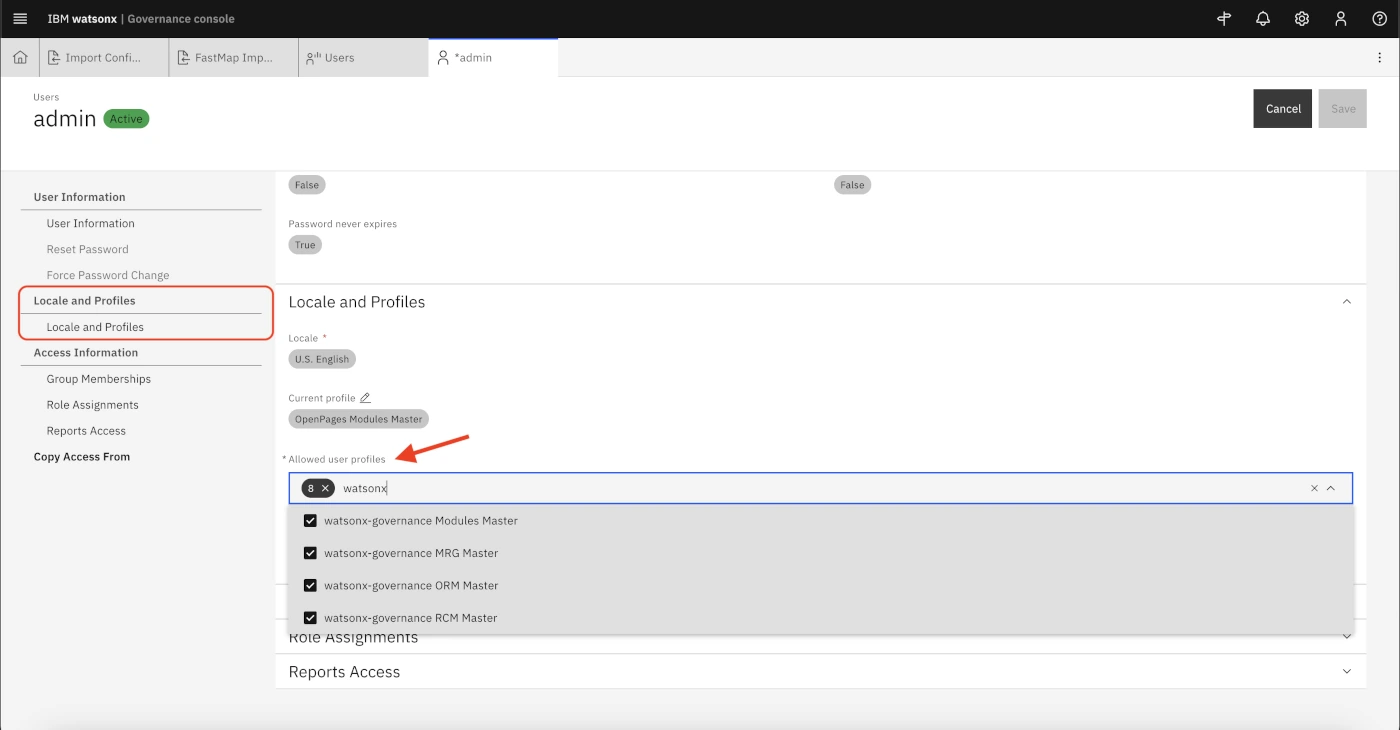 IBM watsonx | Governance console
Import Confi...
FastMap Imp...
Users
*admin
Users
admin Active
Cancel
Save
User Information
User Information
Reset Password
Force Password Change
Locale and Profiles
Locale and Profiles
Access Information
Group Memberships
Role Assignments
Reports Access
Copy Access From
False
False
Password never expires
True
Locale and Profiles
Locale *
U.S. English
Current profile
OpenPages Modules Master
* Allowed user profiles
8 watsonx
watsonx-governance Modules Master
watsonx-governance MRG Master
watsonx-governance ORM Master
watsonx-governance RCM Master
Role Assignments
Reports Access